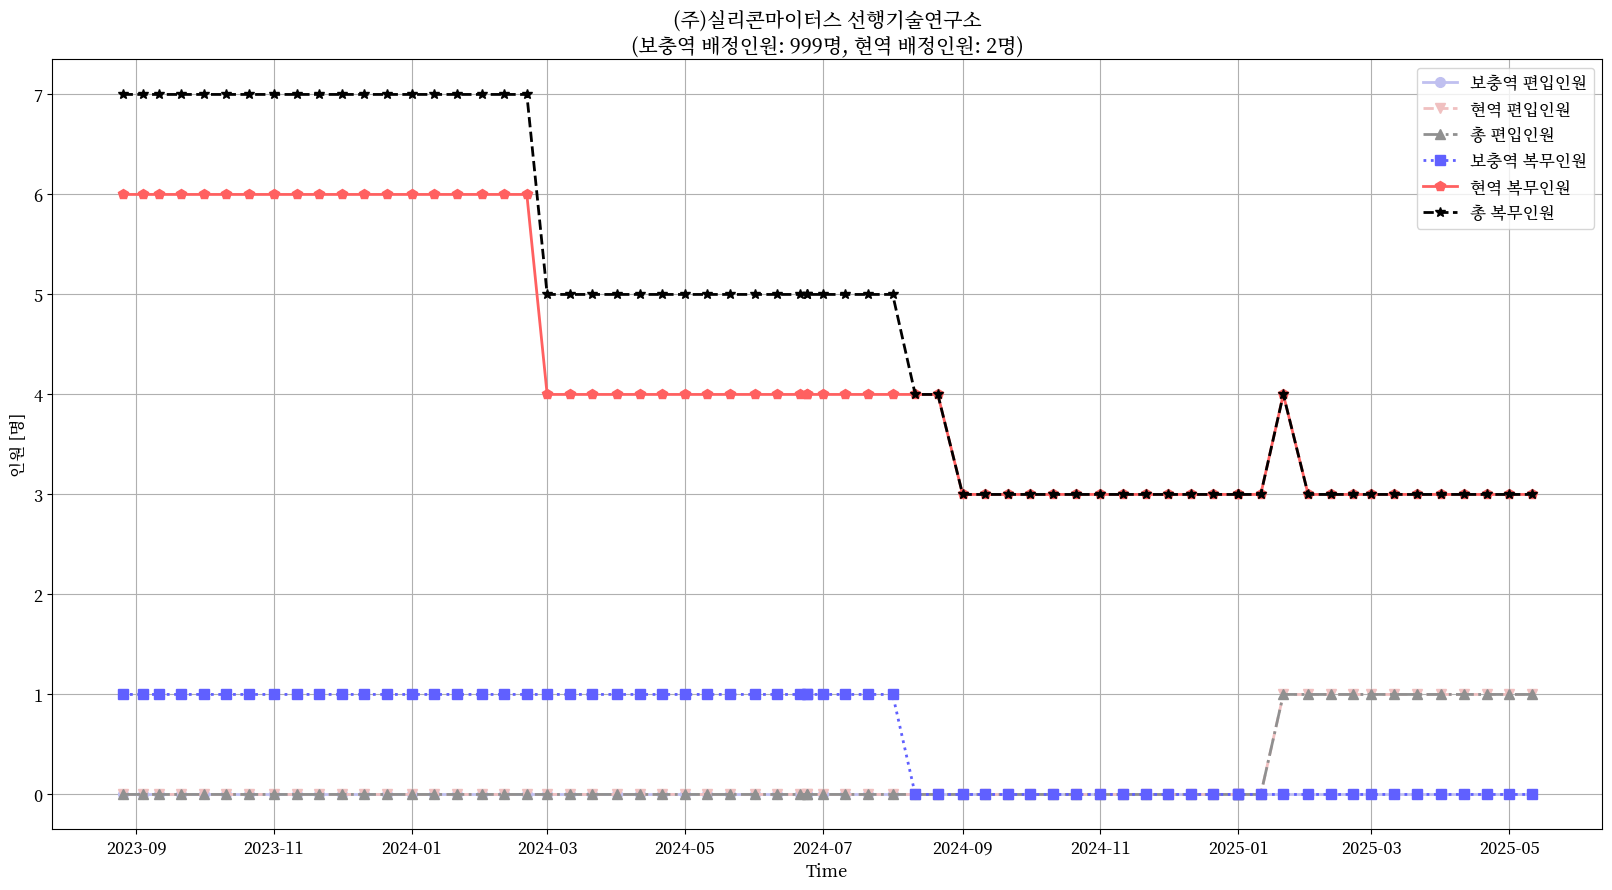 (주)실리콘마이터스 선행기술연구소
(보충역 배정인원: 999명, 현역 배정인원: 2명)
보충역 편입인원
현역 편입인원
총 편입인원
보충역 복무인원
현역 복무인원
총 복무인원
인원 [명]
7
6
5
4
3
2
1
0
2023-09
2023-11
2024-01
2024-03
2024-05
2024-07
2024-09
2024-11
2025-01
2025-03
2025-05
Time